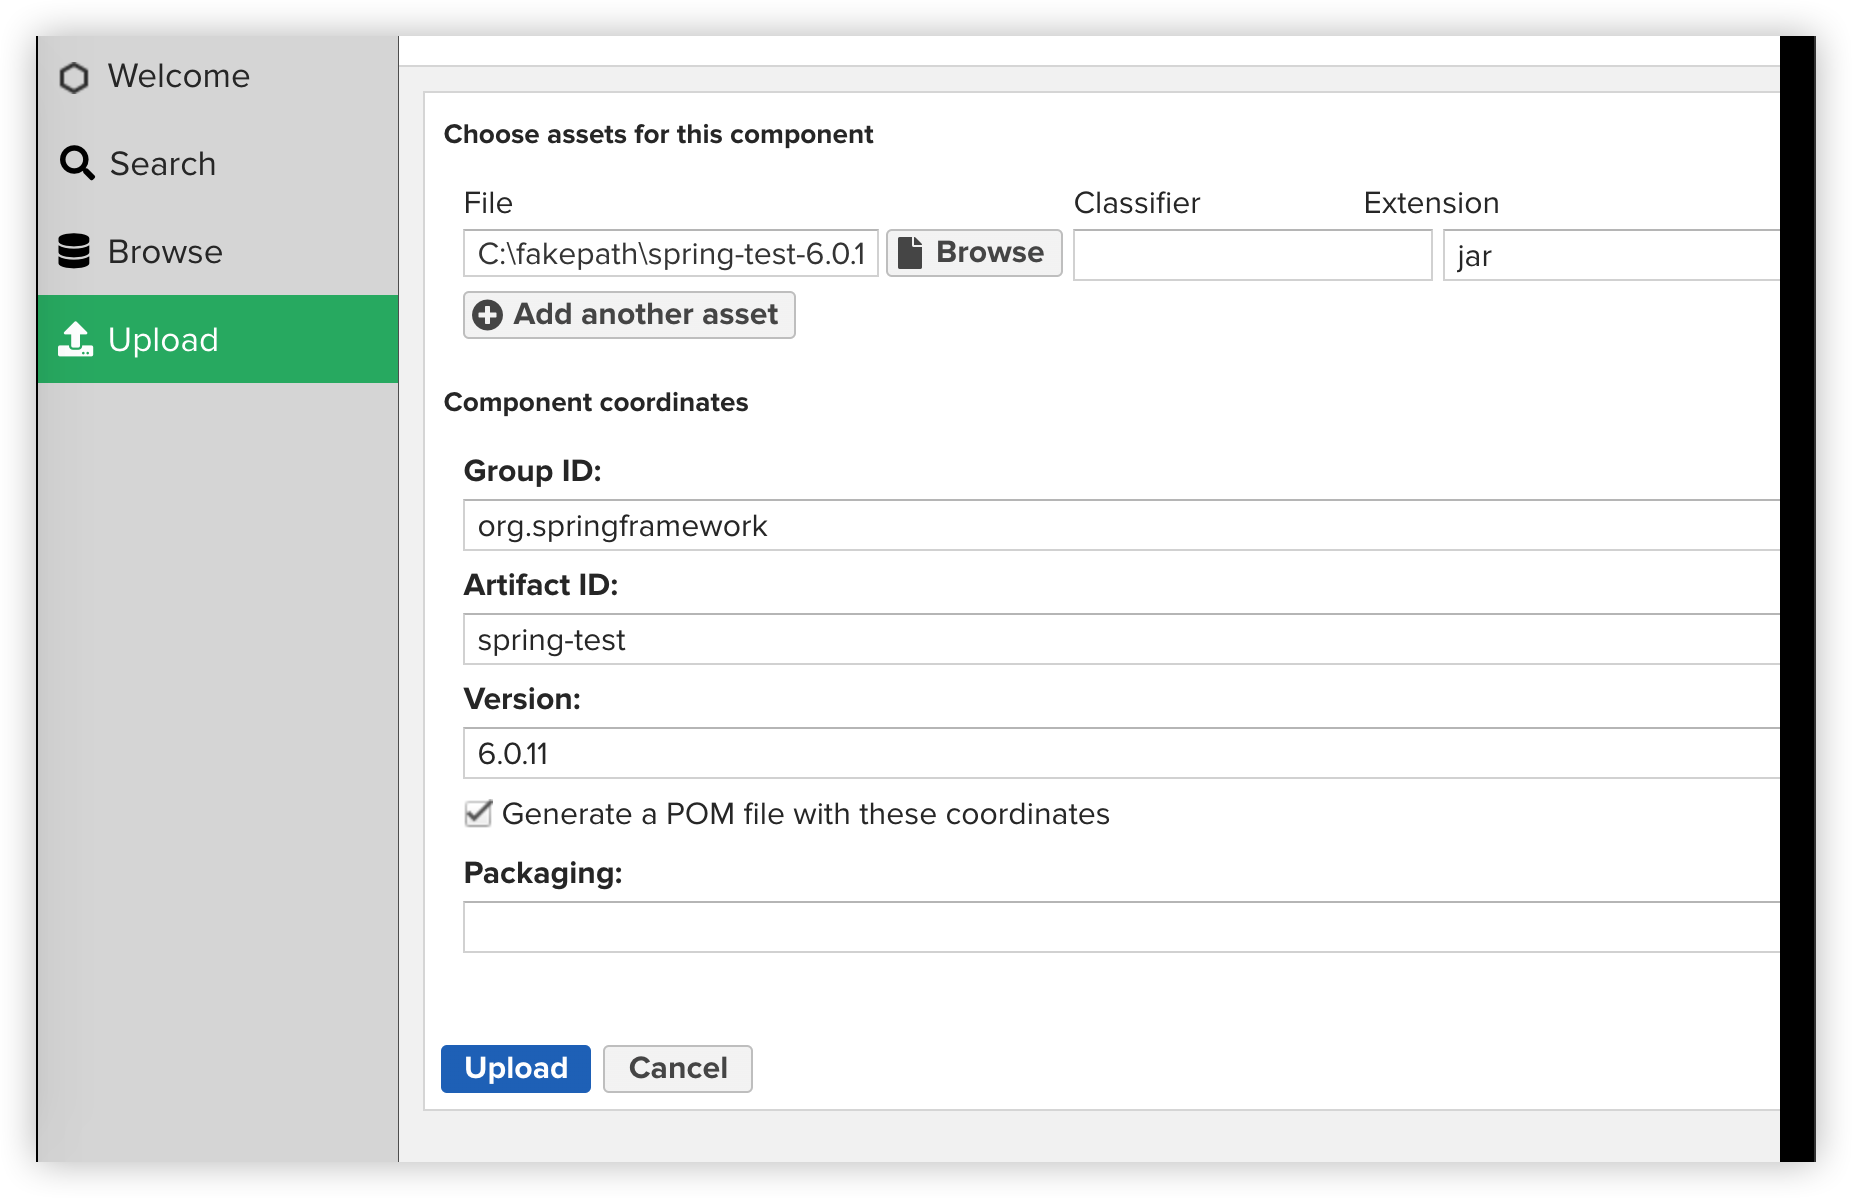 Welcome
Search
Browse
Upload
Choose assets for this component
File Classifier Extension
C:\fakepath\spring-test-6.0.1 Browse jar
Add another asset
Component coordinates
Group ID:
org.springframework
Artifact ID:
spring-test
Version:
6.0.11
Generate a POM file with these coordinates
Packaging:
Upload Cancel